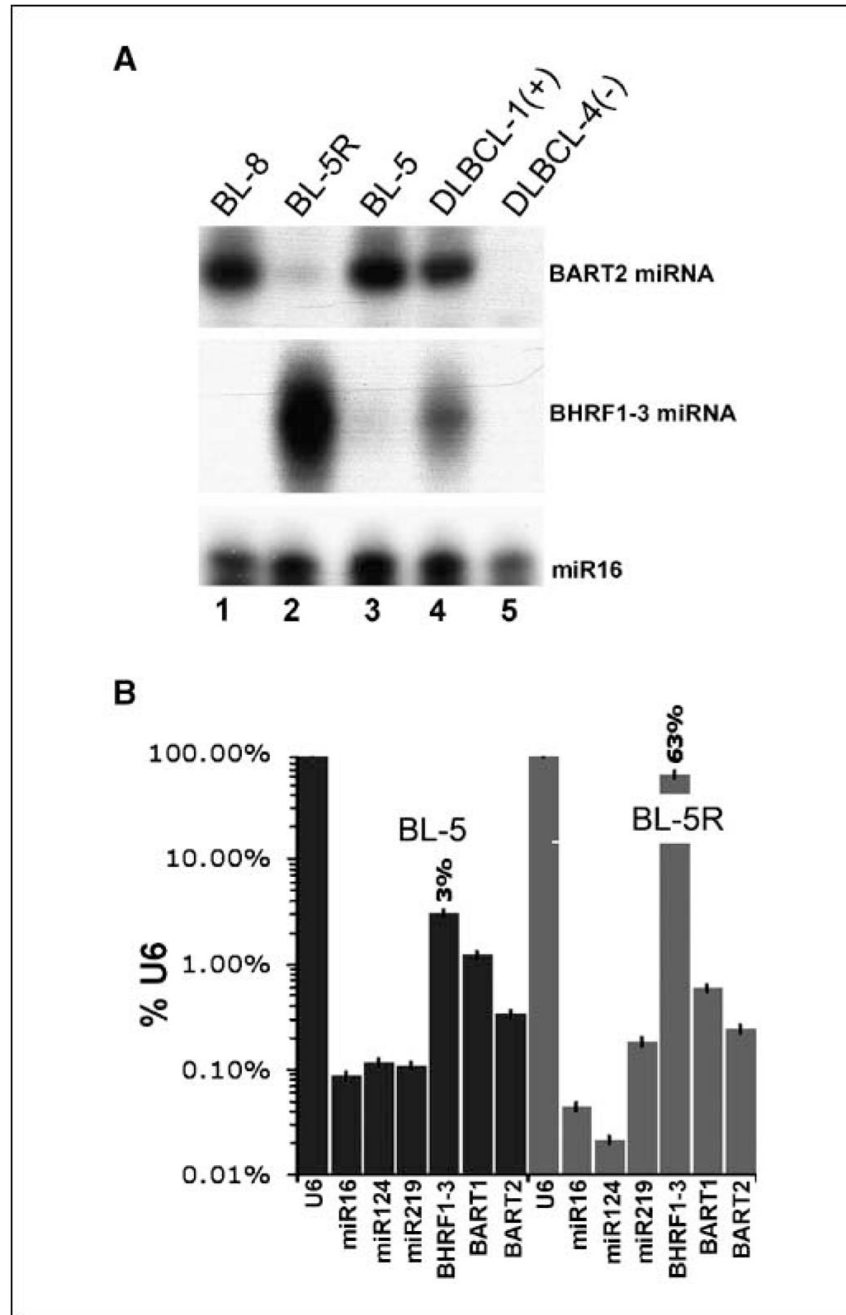 A
BL-8
BL-5R
BL-5
DLBCL-1(+)
DLBCL-4(-)
BART2 miRNA
BHRF1-3 miRNA
miR16
1 2 3 4 5
B
100.00%
10.00%
1.00%
0.10%
0.01%
% U6
BL-5
3%
BL-5R
63%
U6
miR16
miR124
miR219
BHRF1-3
BART1
BART2
U6
miR16
miR124
miR219
BHRF1-3
BART1
BART2